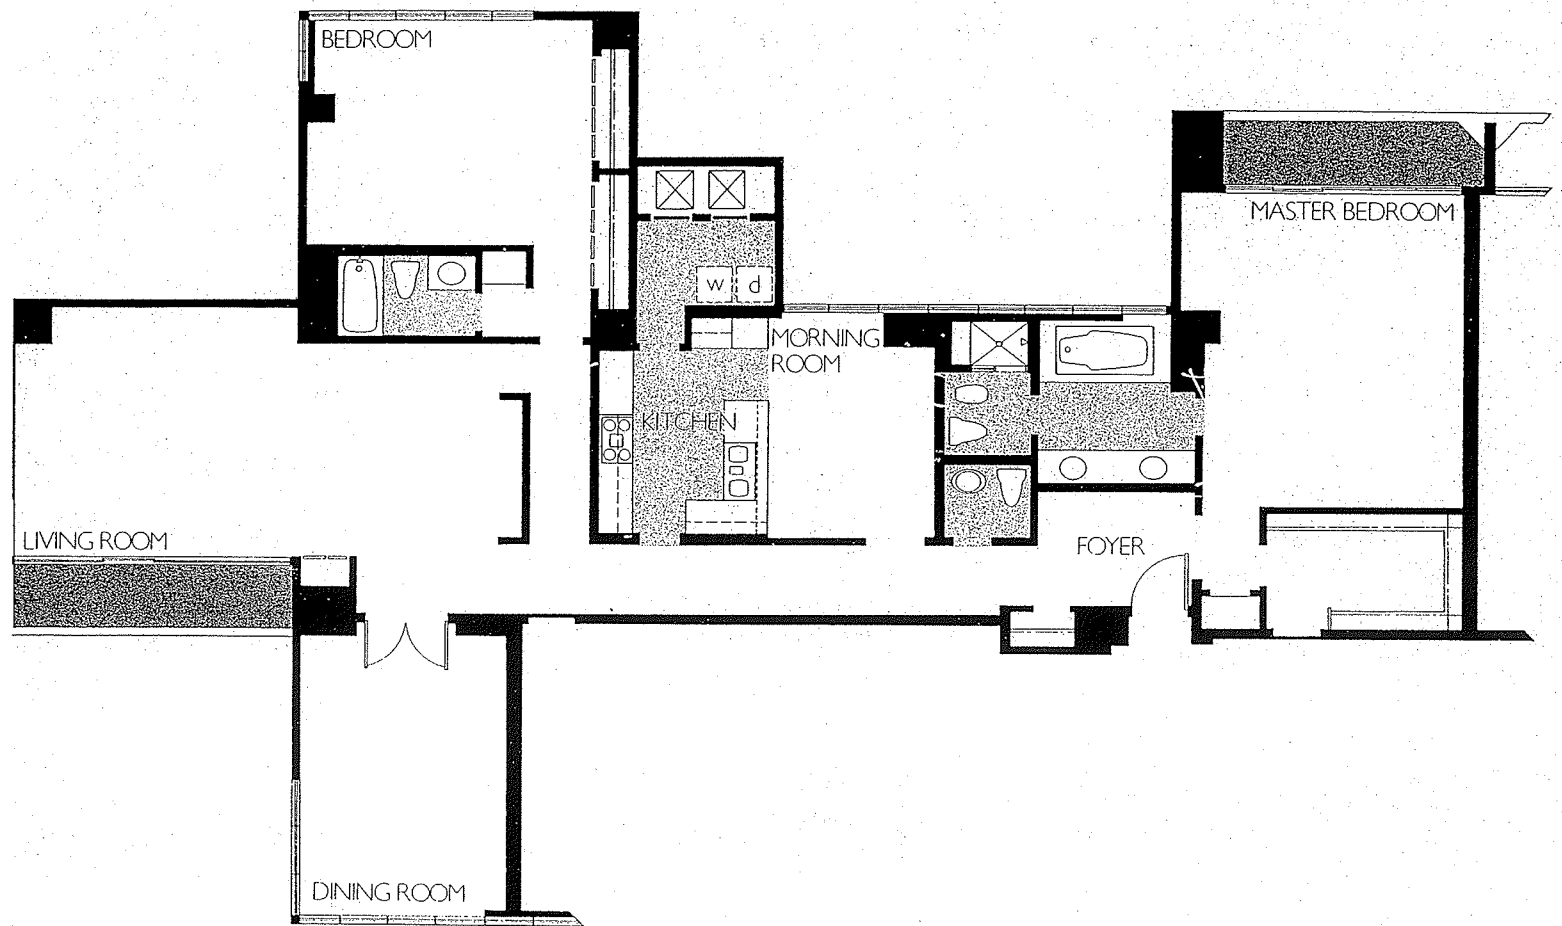 BEDROOM
MASTER BEDROOM
w d
MORNING
ROOM
KITCHEN
LIVING ROOM
FOYER
DINING ROOM